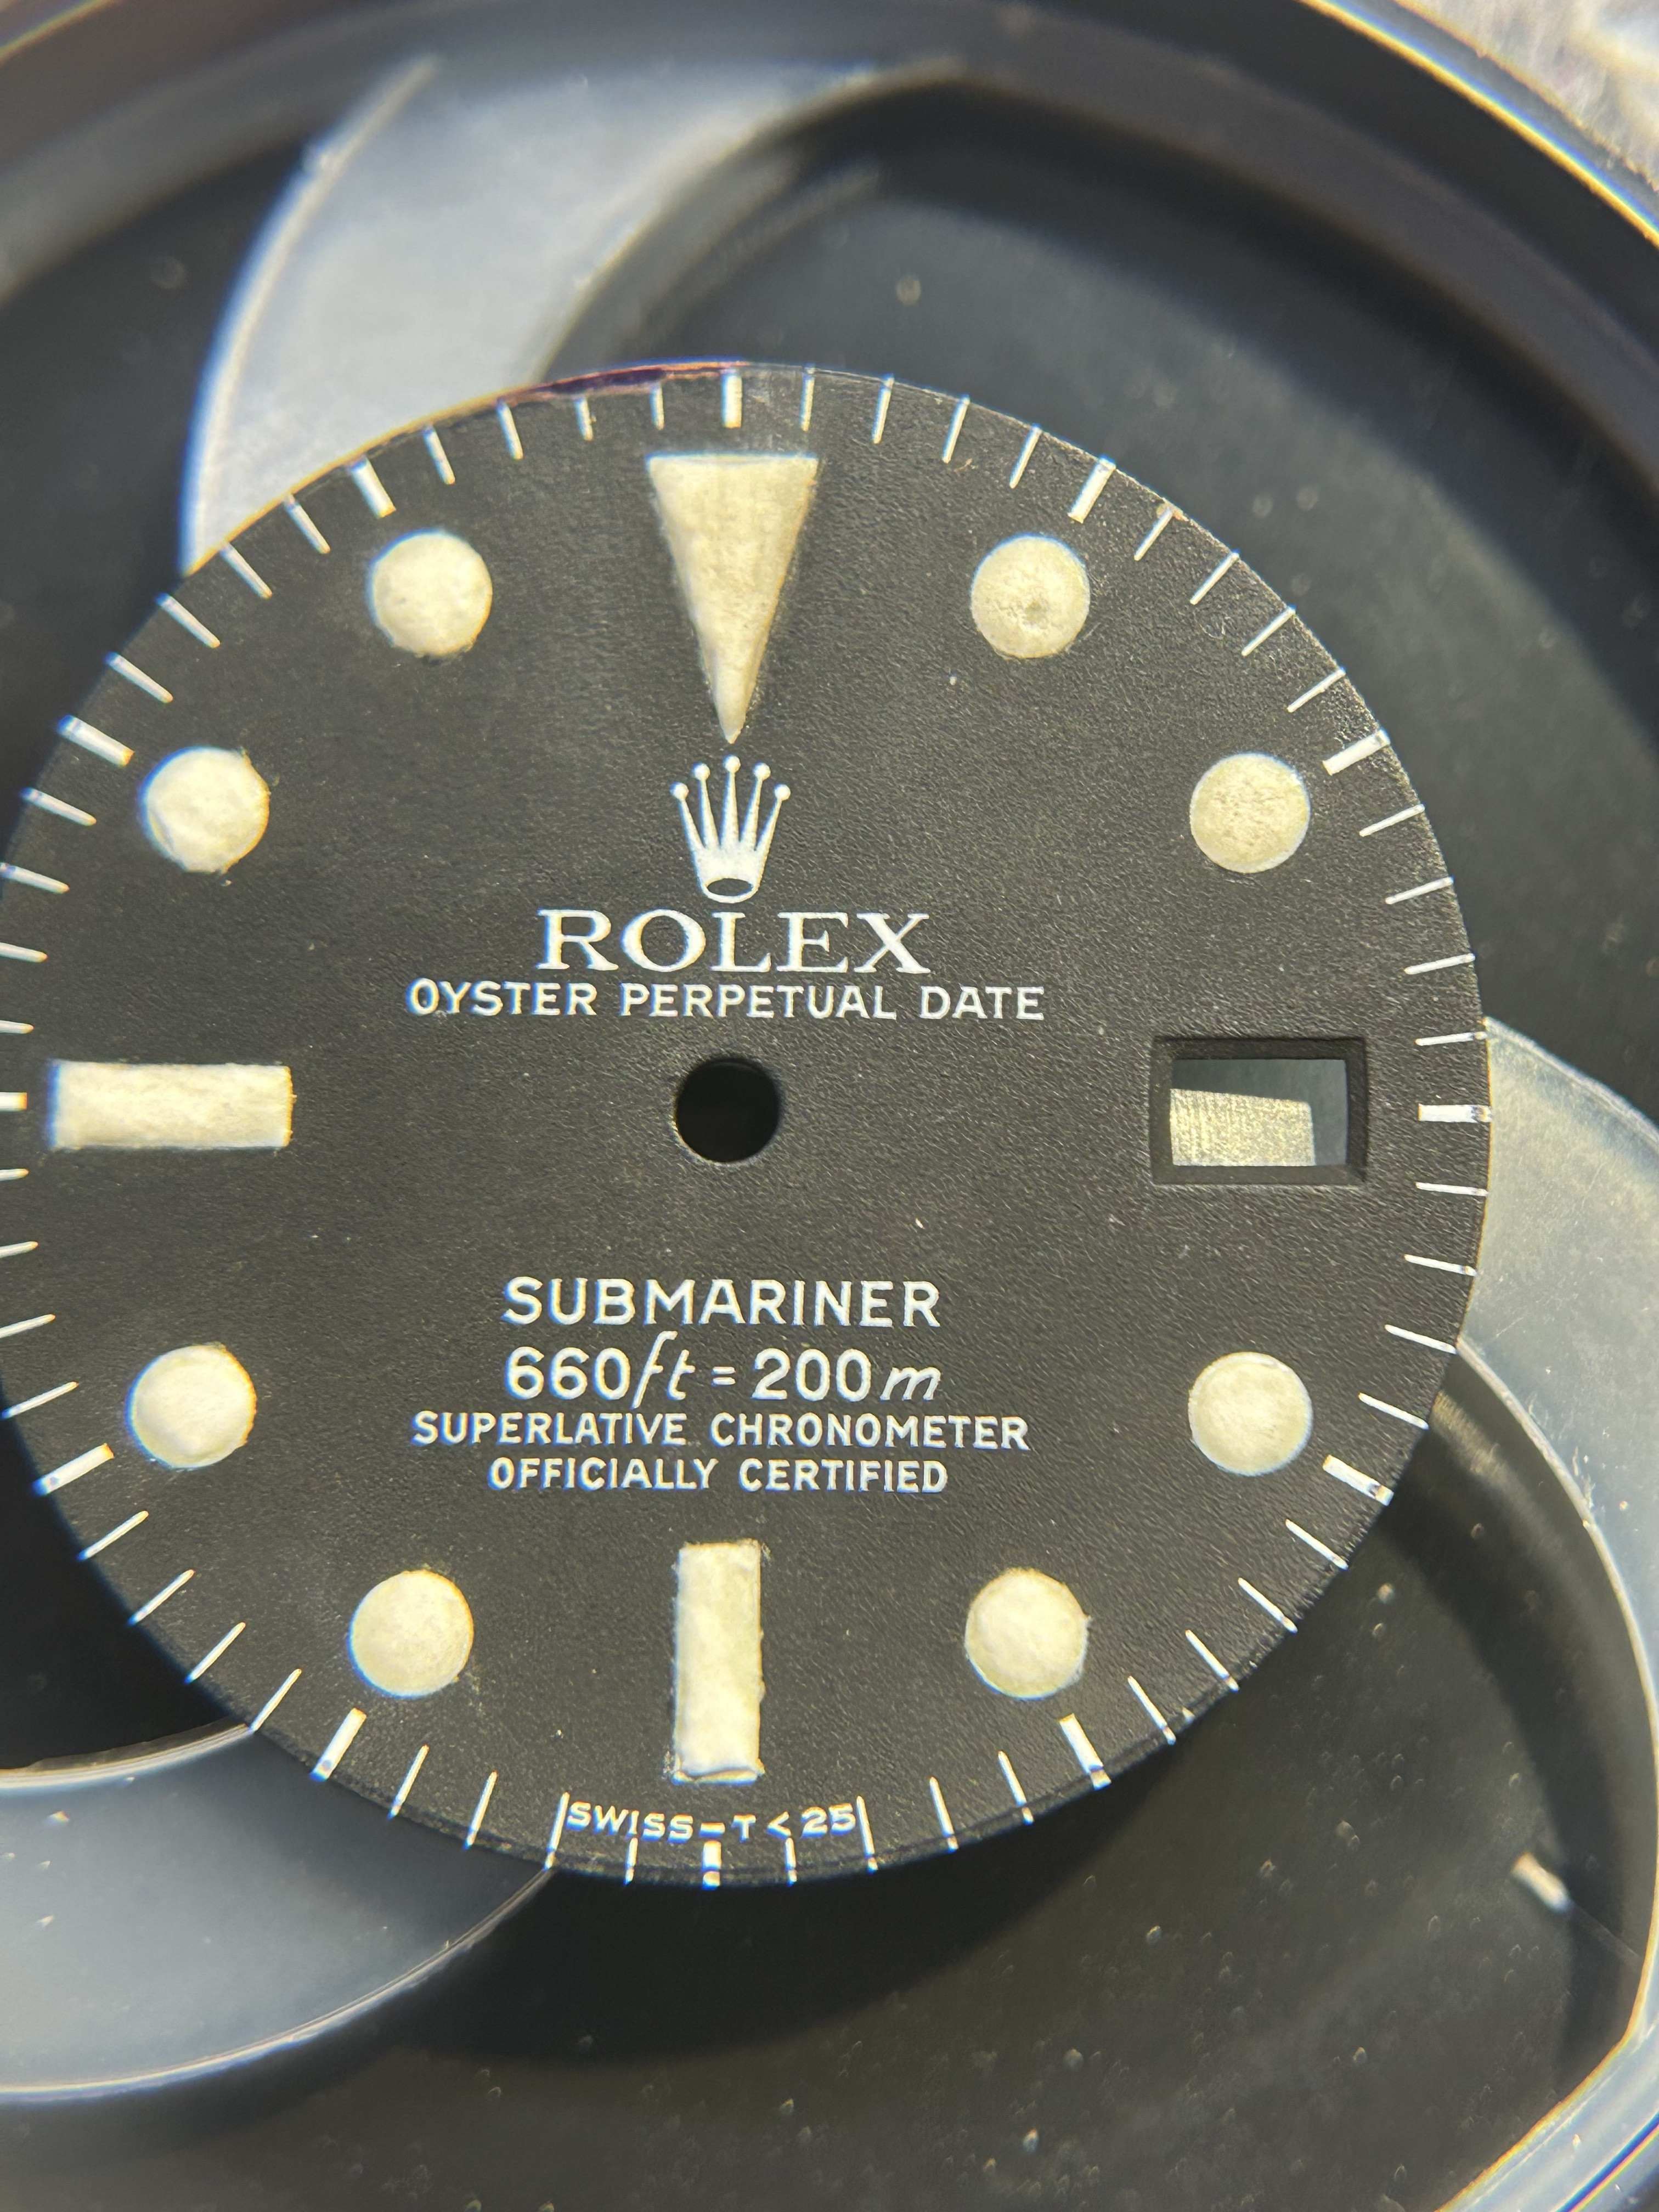 ROLEX
OYSTER PERPETUAL DATE
SUBMARINER
660ft = 200m
SUPERLATIVE CHRONOMETER
OFFICIALLY CERTIFIED
SWISS-T<25